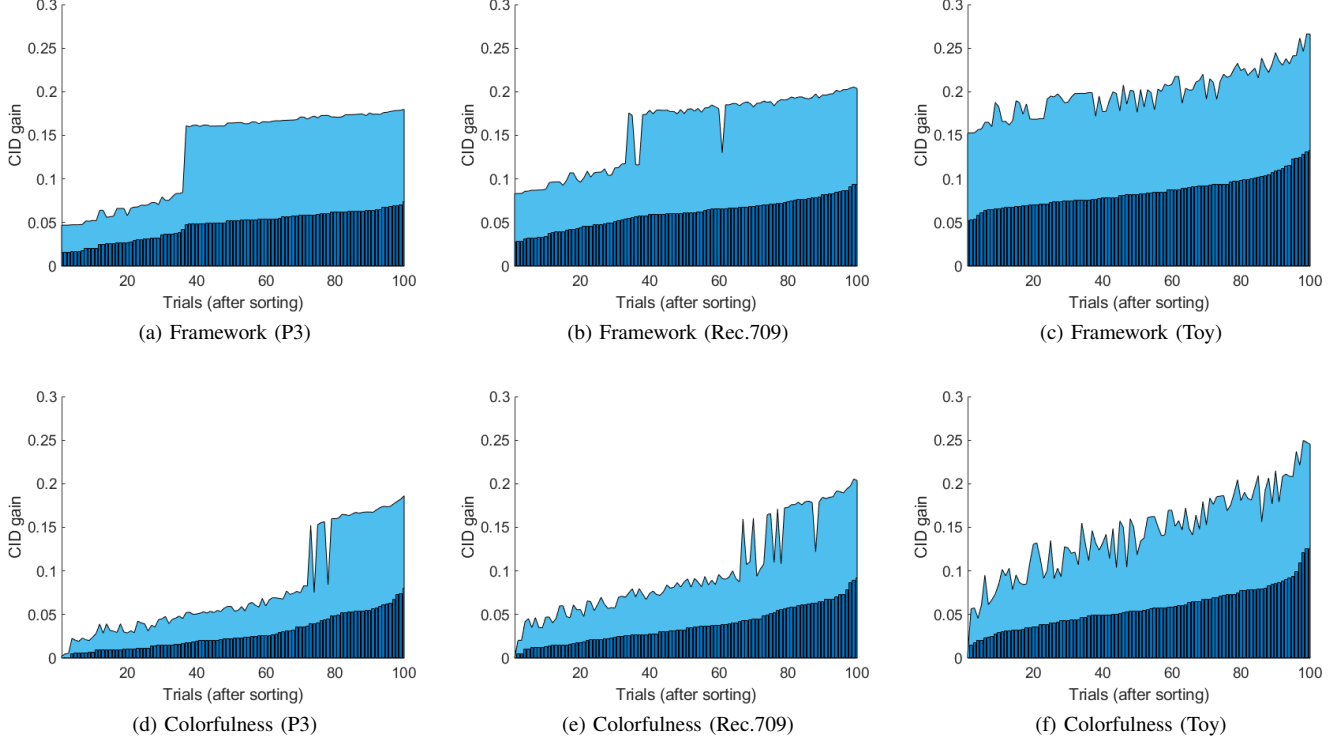 0.3
0.25
0.2
0.15
0.1
0.05
0
CID gain
20 40 60 80 100
Trials (after sorting)
(a) Framework (P3)
0.3
0.25
0.2
0.15
0.1
0.05
0
CID gain
20 40 60 80 100
Trials (after sorting)
(b) Framework (Rec.709)
0.3
0.25
0.2
0.15
0.1
0.05
0
CID gain
20 40 60 80 100
Trials (after sorting)
(c) Framework (Toy)
0.3
0.25
0.2
0.15
0.1
0.05
0
CID gain
20 40 60 80 100
Trials (after sorting)
(d) Colorfulness (P3)
0.3
0.25
0.2
0.15
0.1
0.05
0
CID gain
20 40 60 80 100
Trials (after sorting)
(e) Colorfulness (Rec.709)
0.3
0.25
0.2
0.15
0.1
0.05
0
CID gain
20 40 60 80 100
Trials (after sorting)
(f) Colorfulness (Toy)